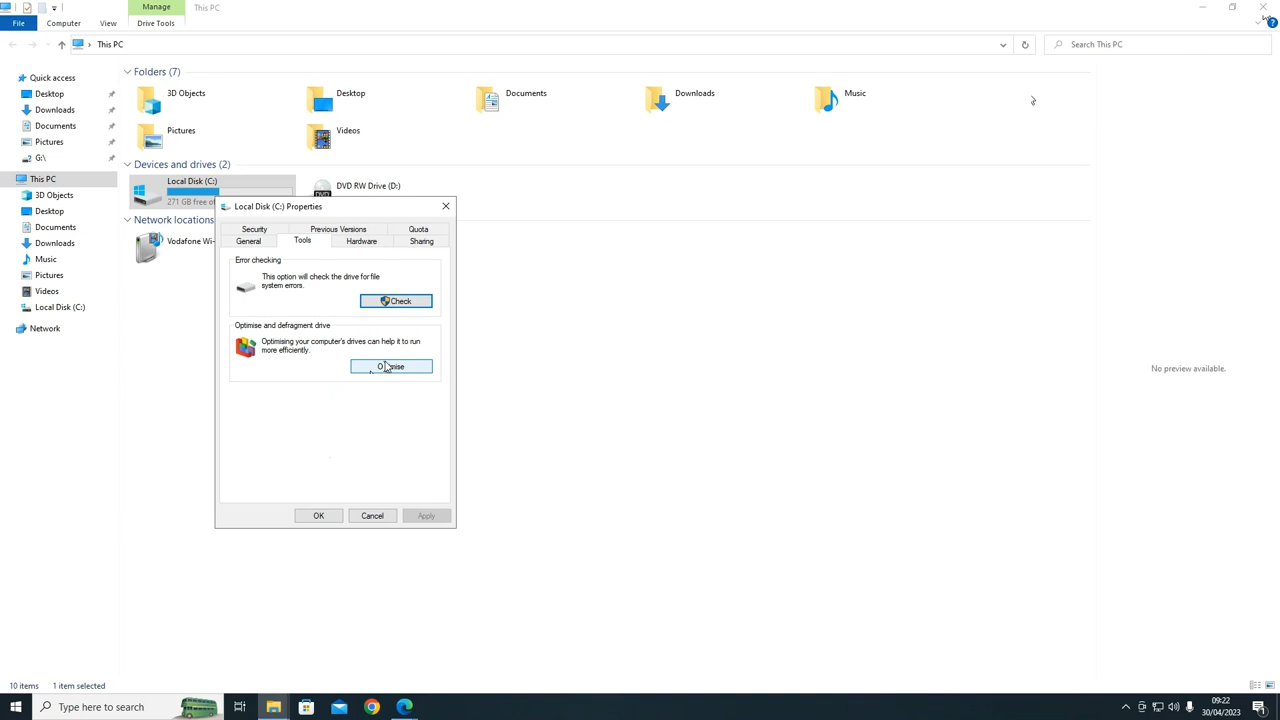 Manage
This PC
File
Computer
View
Drive Tools
This PC
Search This PC
Quick access
Desktop
Downloads
Documents
Pictures
G:\
This PC
3D Objects
Desktop
Documents
Downloads
Music
Pictures
Videos
Local Disk (C:)
Network
Folders (7)
3D Objects
Desktop
Documents
Downloads
Music
Pictures
Videos
Devices and drives (2)
Local Disk (C:)
271 GB free of
DVD RW Drive (D:)
DVD
Network locations
Vodafone Wi-
Local Disk (C:) Properties
Security
Previous Versions
Quota
General
Tools
Hardware
Sharing
Error checking
This option will check the drive for file
system errors.
Check
Optimise and defragment drive
Optimising your computer's drives can help it to run
more efficiently.
OK
Cancel
Apply
No preview available.
10 items
1 item selected
Type here to search
09:22
30/04/2023
1